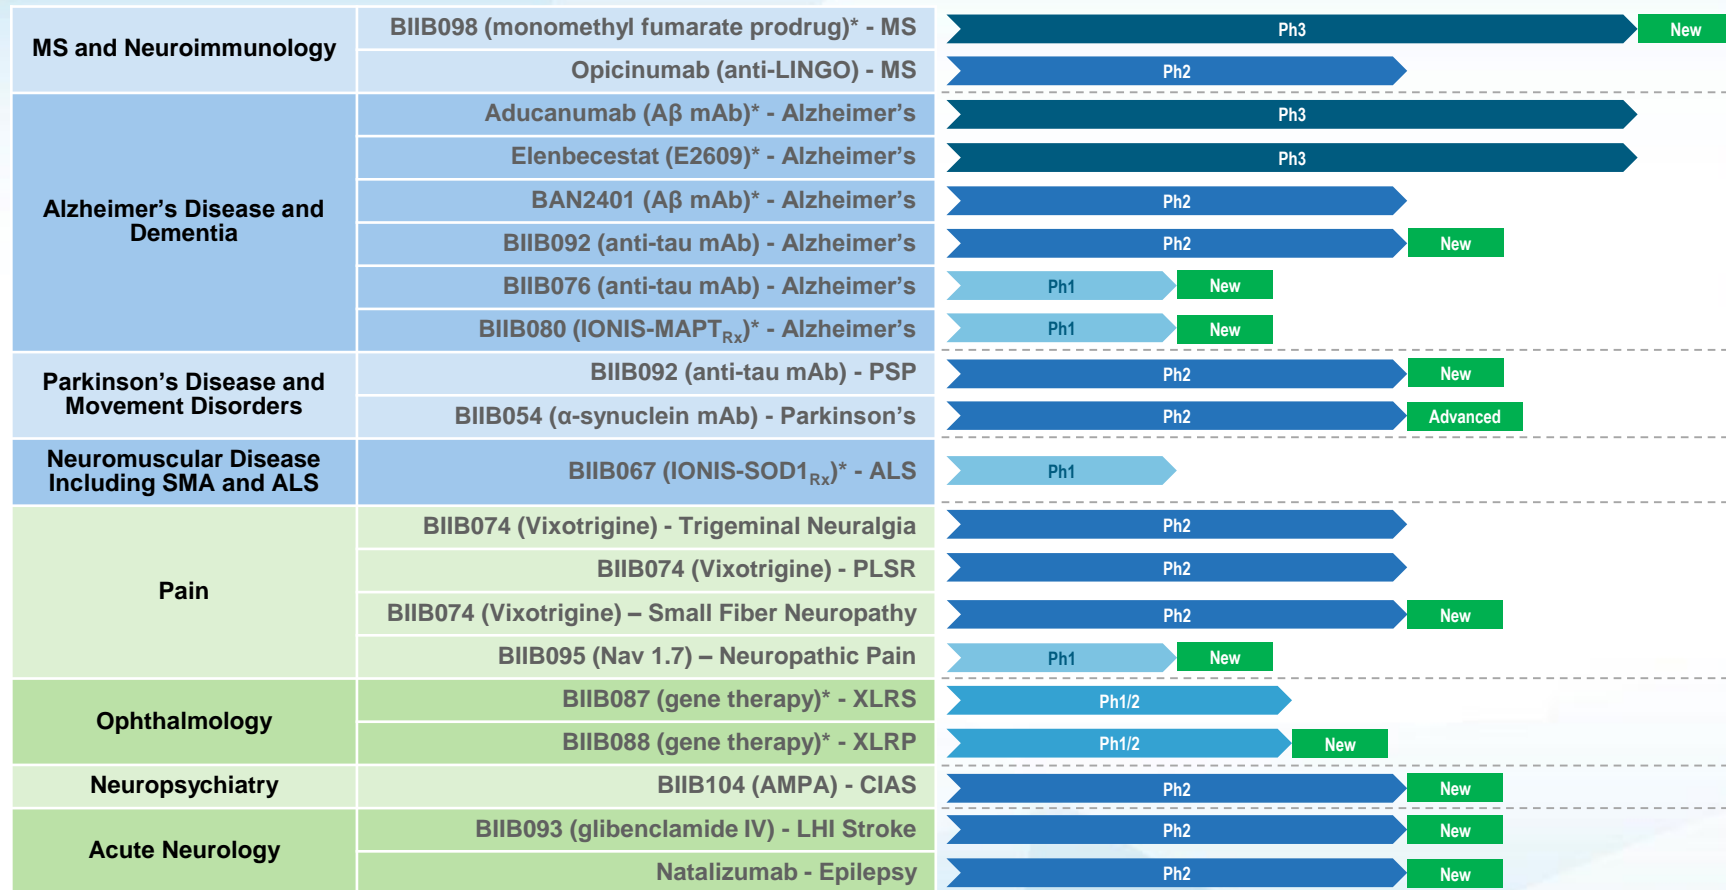 MS and Neuroimmunology
BIIB098 (monomethyl fumarate prodrug)* - MS
Ph3
New
Opicinumab (anti-LINGO) - MS
Ph2
Alzheimer’s Disease and
Dementia
Aducanumab (Aβ mAb)* - Alzheimer’s
Ph3
Elenbecestat (E2609)* - Alzheimer’s
Ph3
BAN2401 (Aβ mAb)* - Alzheimer’s
Ph2
BIIB092 (anti-tau mAb) - Alzheimer’s
Ph2
New
BIIB076 (anti-tau mAb) - Alzheimer’s
Ph1
New
BIIB080 (IONIS-MAPTRx)* - Alzheimer’s
Ph1
New
Parkinson’s Disease and
Movement Disorders
BIIB092 (anti-tau mAb) - PSP
Ph2
New
BIIB054 (α-synuclein mAb) - Parkinson’s
Ph2
Advanced
Neuromuscular Disease
Including SMA and ALS
BIIB067 (IONIS-SOD1Rx)* - ALS
Ph1
Pain
BIIB074 (Vixotrigine) - Trigeminal Neuralgia
Ph2
BIIB074 (Vixotrigine) - PLSR
Ph2
BIIB074 (Vixotrigine) – Small Fiber Neuropathy
Ph2
New
BIIB095 (Nav 1.7) – Neuropathic Pain
Ph1
New
Ophthalmology
BIIB087 (gene therapy)* - XLRS
Ph1/2
BIIB088 (gene therapy)* - XLRP
Ph1/2
New
Neuropsychiatry
BIIB104 (AMPA) - CIAS
Ph2
New
Acute Neurology
BIIB093 (glibenclamide IV) - LHI Stroke
Ph2
New
Natalizumab - Epilepsy
Ph2
New